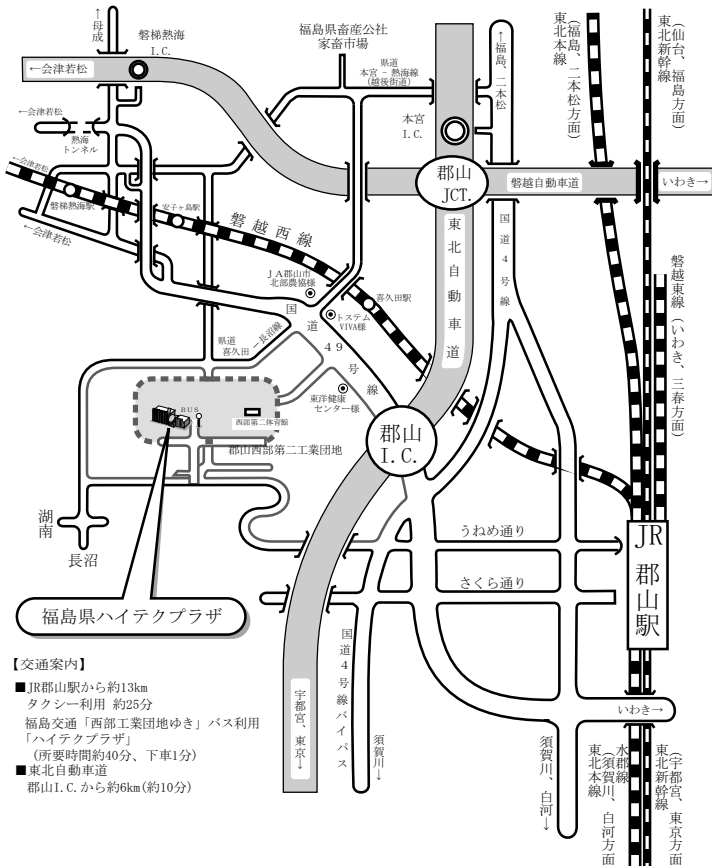 ←母成
磐梯熱海
I.C.
←会津若松
福島県畜産公社
家畜市場
県道
本宮－熱海線
(越後街道)
←福島、二本松
東北本線
(福島、二本松方面)
東北新幹線
(仙台、福島方面)
本宮
I.C.
←会津若松
熱海
トンネル
←会津若松
磐梯熱海駅
安子ヶ島駅
←会津若松
磐越西線
郡山
JCT.
磐越自動車道
いわき→
東北自動車道
国道4号線
磐越東線(いわき、三春方面)
JA郡山市
北部農協様
喜久田駅
トステム
VIVA様
国道49号線
県道
喜久田－長沼線
東洋健康
センター様
BUS
西部第二体育館
郡山西部第二工業団地
郡山
I.C.
湖南
長沼
うねめ通り
さくら通り
JR郡山駅
福島県ハイテクプラザ
国道4号線バイパス
須賀川↓
宇都宮、東京↓
須賀川、白河↓
いわき→
東北本線
(須賀川、白河方面)
水郡線
東北新幹線
(宇都宮、東京方面)
【交通案内】
■JR郡山駅から約13km
タクシー利用 約25分
福島交通「西部工業団地ゆき」バス利用
「ハイテクプラザ」
(所要時間約40分、下車1分)
■東北自動車道
郡山I.C.から約6km(約10分)